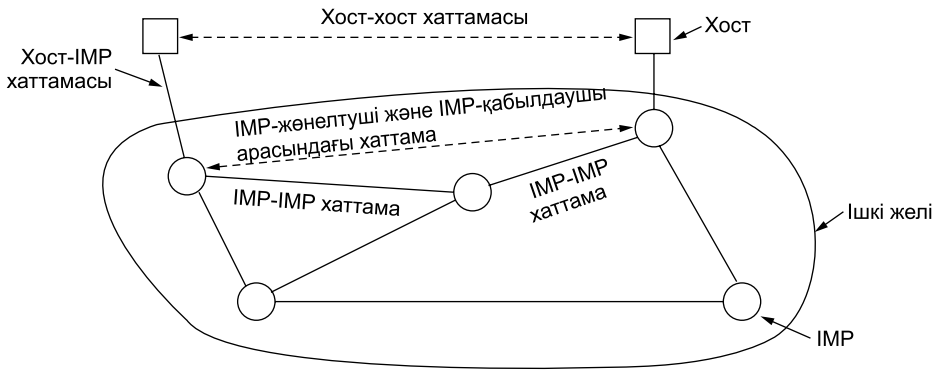 Хост-хост хаттамасы
Хост
Хост-IMP
хаттамасы
IMP-жөнелтуші және IMP-қабылдаушы
арасындағы хаттама
IMP-IMP хаттама
IMP-IMP
хаттама
Ішкі желі
IMP